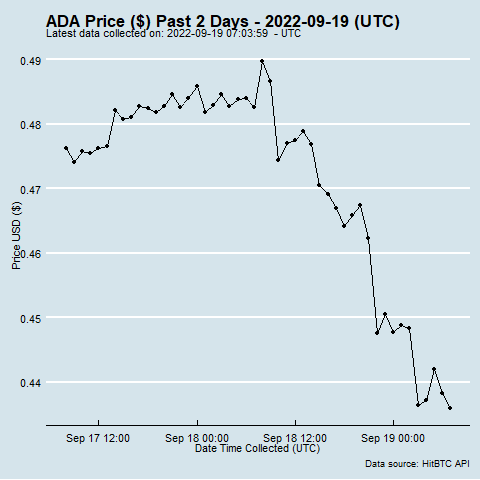 ADA Price ($) Past 2 Days - 2022-09-19 (UTC)
Latest data collected on: 2022-09-19 07:03:59 - UTC
0.49
0.48
0.47
0.46
0.45
0.44
Price USD ($)
Sep 17 12:00 Sep 18 00:00 Sep 18 12:00 Sep 19 00:00
Date Time Collected (UTC)
Data source: HitBTC API